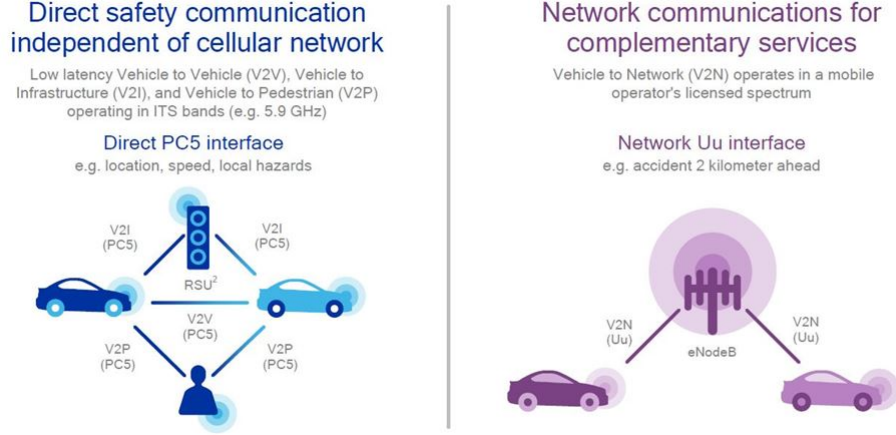 Direct safety communication
independent of cellular network
Low latency Vehicle to Vehicle (V2V), Vehicle to
Infrastructure (V2I), and Vehicle to Pedestrian (V2P)
operating in ITS bands (e.g. 5.9 GHz)
Direct PC5 interface
e.g. location, speed, local hazards
V2I
(PC5)
V2I
(PC5)
RSU²
V2V
(PC5)
V2P
(PC5)
V2P
(PC5)
Network communications for
complementary services
Vehicle to Network (V2N) operates in a mobile
operator's licensed spectrum
Network Uu interface
e.g. accident 2 kilometer ahead
V2N
(Uu)
V2N
(Uu)
eNodeB